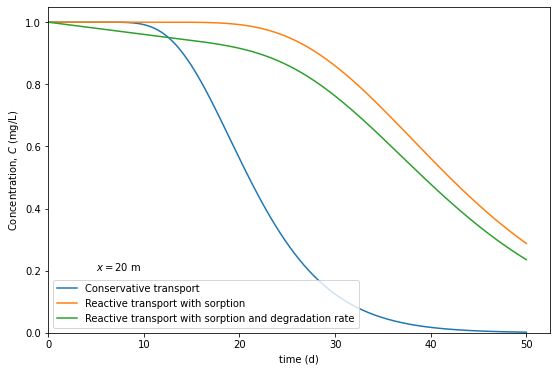 Concentration, C (mg/L)
1.0
0.8
0.6
0.4
0.2
0.0
x = 20 m
Conservative transport
Reactive transport with sorption
Reactive transport with sorption and degradation rate
0 10 20 30 40 50
time (d)